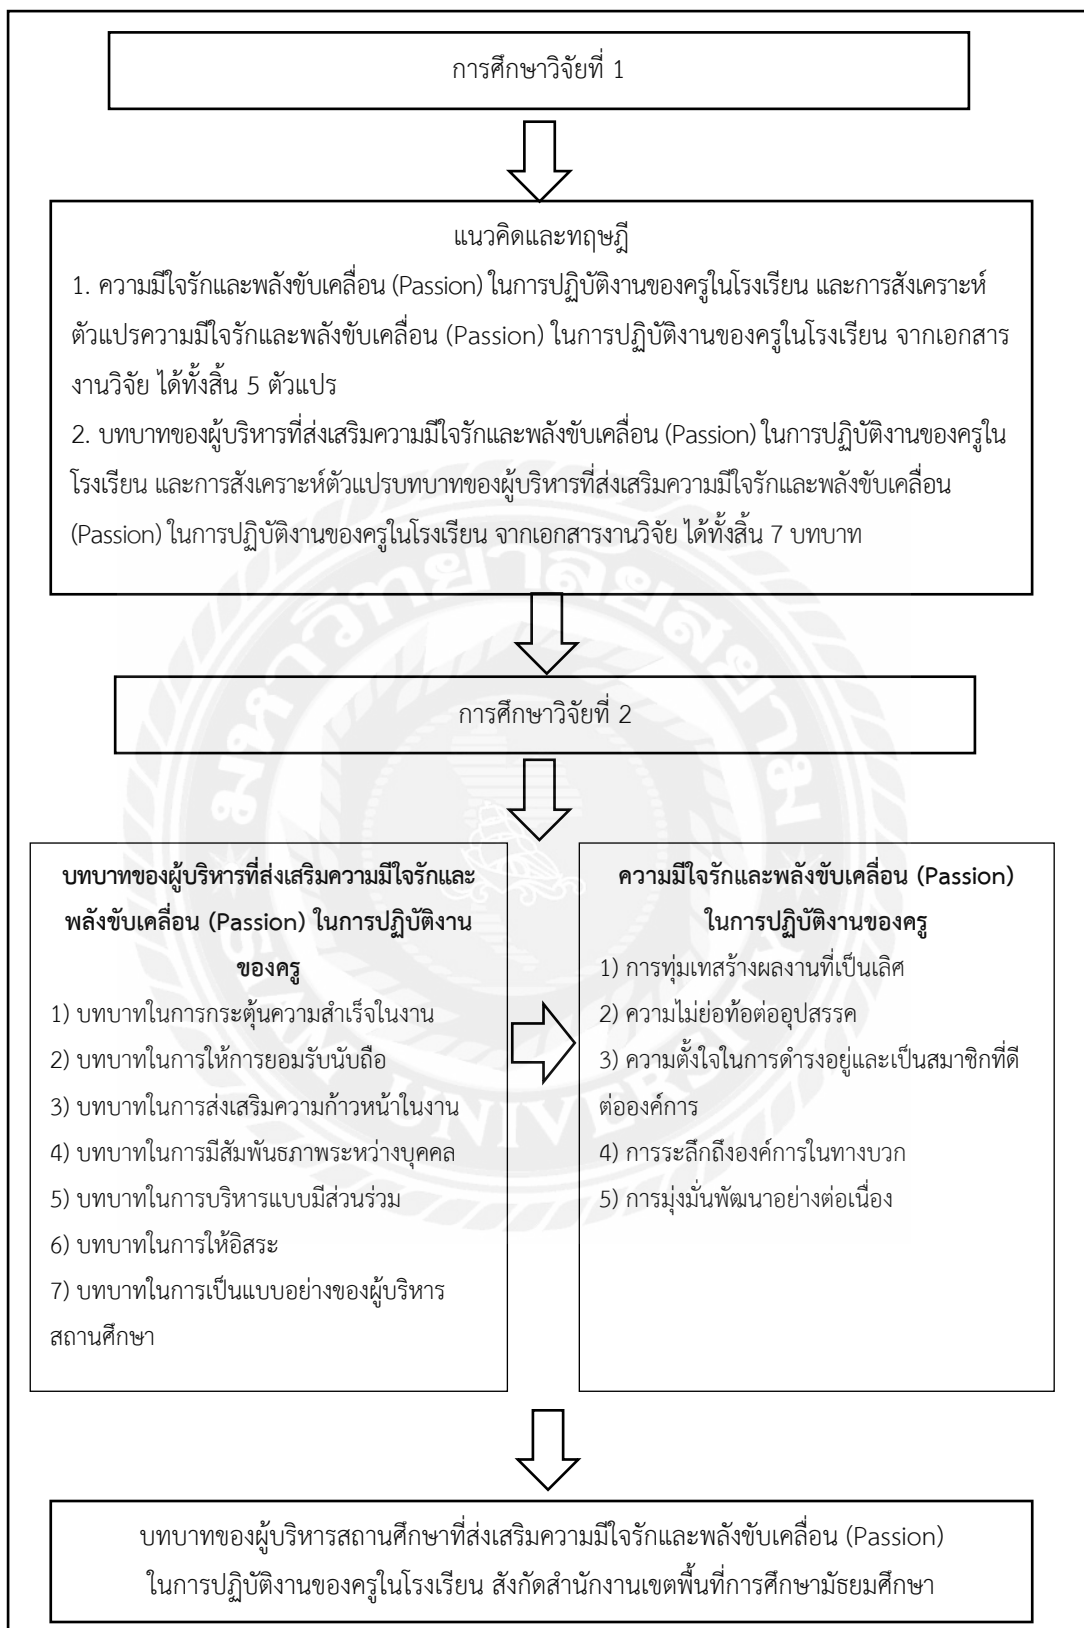 การศึกษาวิจัยที่ 1
แนวคิดและทฤษฎี
1. ความมีใจรักและพลังขับเคลื่อน (Passion) ในการปฏิบัติงานของครูในโรงเรียน และการสังเคราะห์
ตัวแปรความมีใจรักและพลังขับเคลื่อน (Passion) ในการปฏิบัติงานของครูในโรงเรียน จากเอกสาร
งานวิจัย ได้ทั้งสิ้น 5 ตัวแปร
2. บทบาทของผู้บริหารที่ส่งเสริมความมีใจรักและพลังขับเคลื่อน (Passion) ในการปฏิบัติงานของครูใน
โรงเรียน และการสังเคราะห์ตัวแปรบทบาทของผู้บริหารที่ส่งเสริมความมีใจรักและพลังขับเคลื่อน
(Passion) ในการปฏิบัติงานของครูในโรงเรียน จากเอกสารงานวิจัย ได้ทั้งสิ้น 7 บทบาท
มหาวิทยาลัยสยาม
การศึกษาวิจัยที่ 2
บทบาทของผู้บริหารที่ส่งเสริมความมีใจรักและ
พลังขับเคลื่อน (Passion) ในการปฏิบัติงาน
ของครู
1) บทบาทในการกระตุ้นความสำเร็จในงาน
2) บทบาทในการให้การยอมรับนับถือ
3) บทบาทในการส่งเสริมความก้าวหน้าในงาน
4) บทบาทในการมีสัมพันธภาพระหว่างบุคคล
5) บทบาทในการบริหารแบบมีส่วนร่วม
6) บทบาทในการให้อิสระ
7) บทบาทในการเป็นแบบอย่างของผู้บริหาร
สถานศึกษา
ความมีใจรักและพลังขับเคลื่อน (Passion)
ในการปฏิบัติงานของครู
1) การทุ่มเทสร้างผลงานที่เป็นเลิศ
2) ความไม่ย่อท้อต่ออุปสรรค
3) ความตั้งใจในการดำรงอยู่และเป็นสมาชิกที่ดี
ต่อองค์การ
4) การระลึกถึงองค์การในทางบวก
5) การมุ่งมั่นพัฒนาอย่างต่อเนื่อง
SIAM UNIVERSITY
บทบาทของผู้บริหารสถานศึกษาที่ส่งเสริมความมีใจรักและพลังขับเคลื่อน (Passion)
ในการปฏิบัติงานของครูในโรงเรียน สังกัดสำนักงานเขตพื้นที่การศึกษามัธยมศึกษา